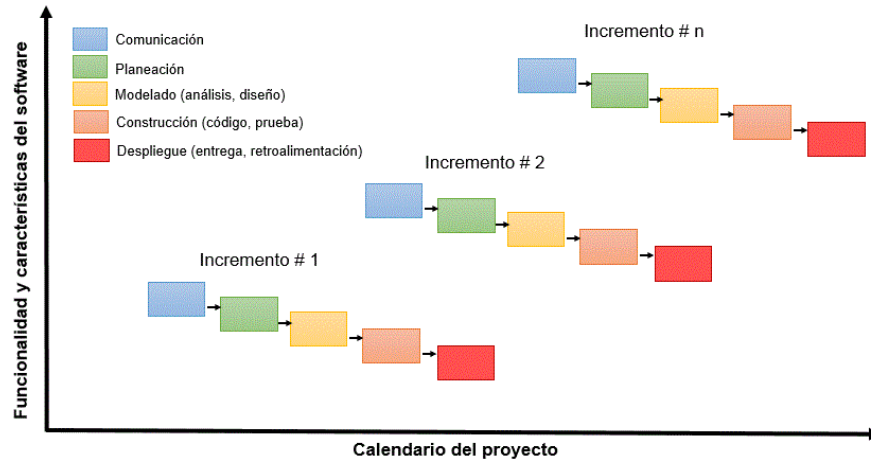 Funcionalidad y características del software
Comunicación
Planeación
Modelado (análisis, diseño)
Construcción (código, prueba)
Despliegue (entrega, retroalimentación)
Incremento # n
Incremento # 2
Incremento # 1
Calendario del proyecto